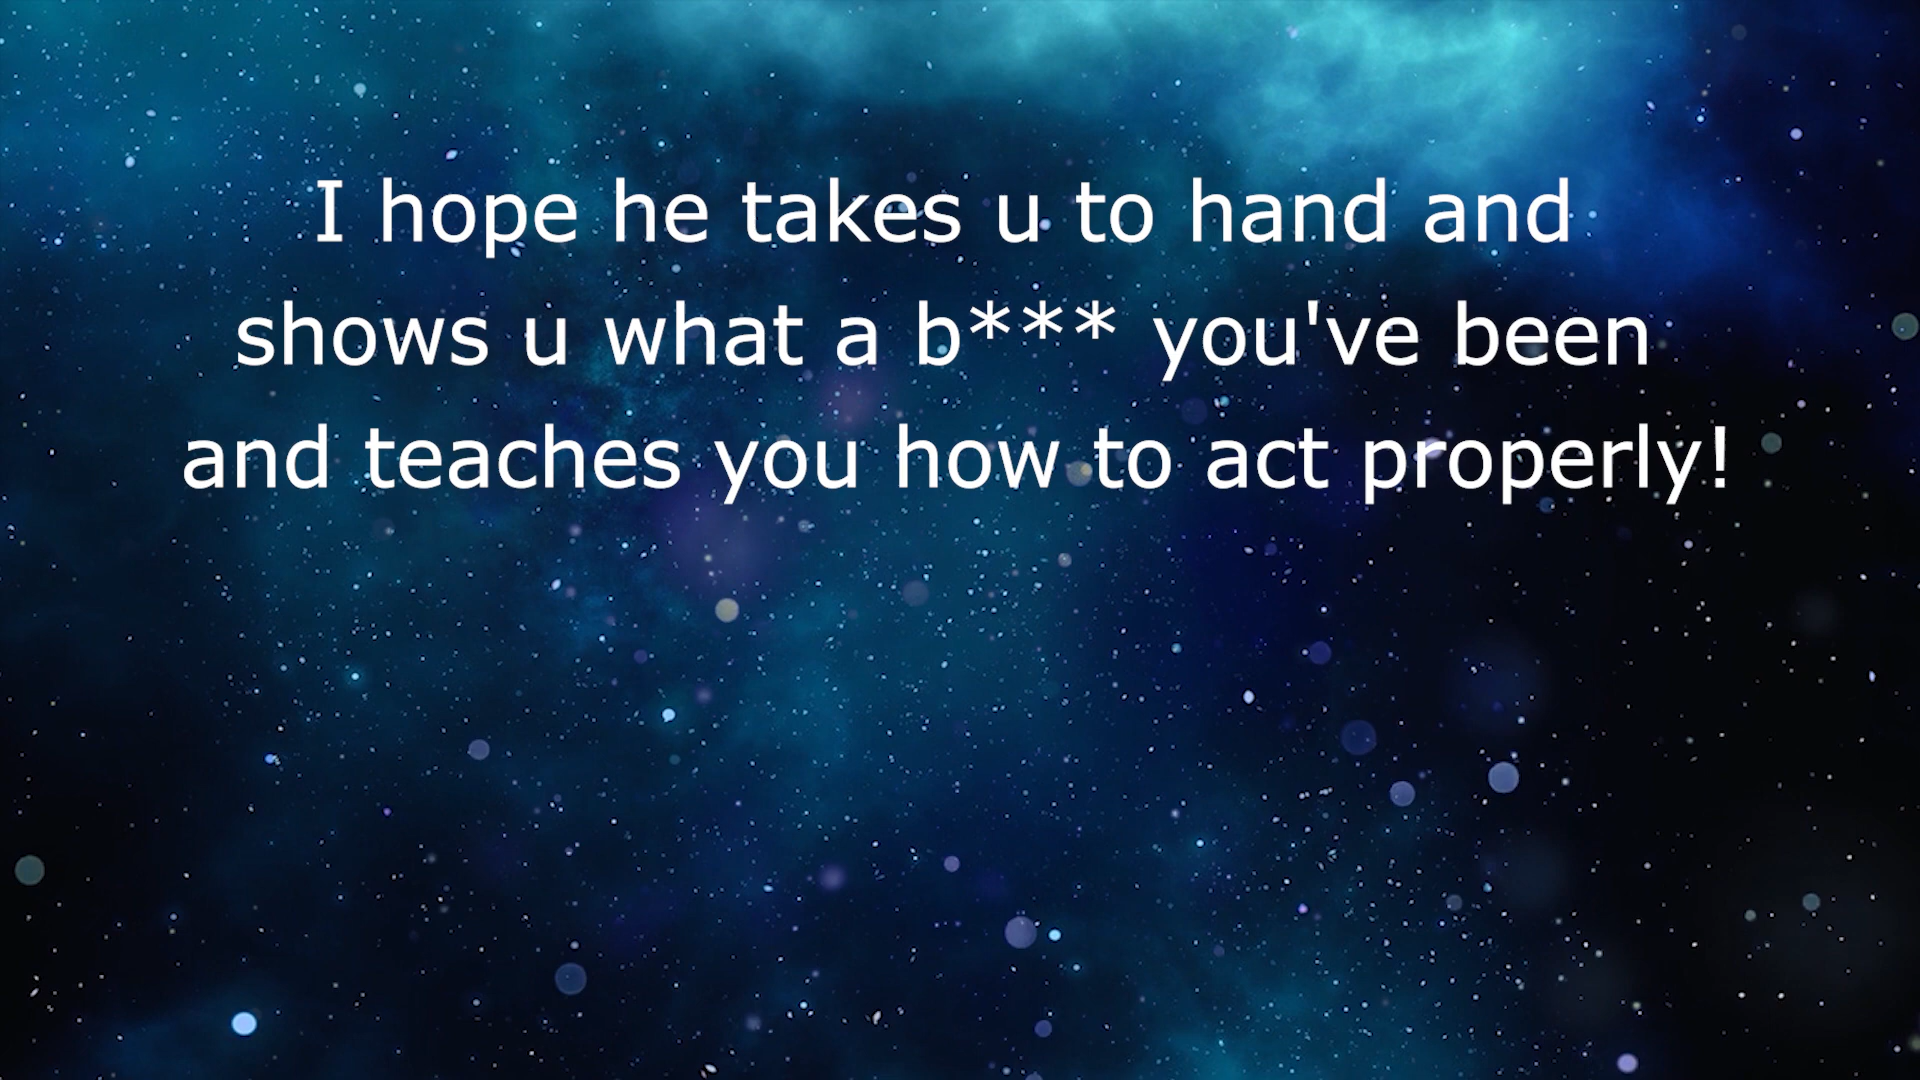 I hope he takes u to hand and
shows u what a b*** you've been
and teaches you how to act properly!